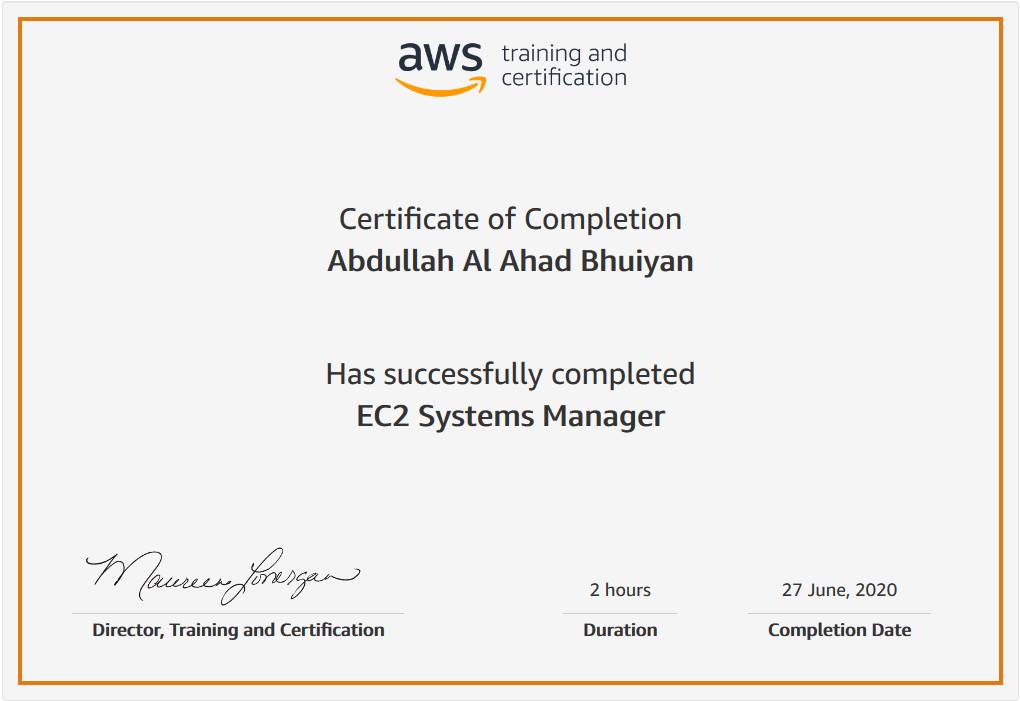 aws training and
certification
Certificate of Completion
Abdullah Al Ahad Bhuiyan
Has successfully completed
EC2 Systems Manager
Maureen Lonergan
Director, Training and Certification
2 hours
Duration
27 June, 2020
Completion Date